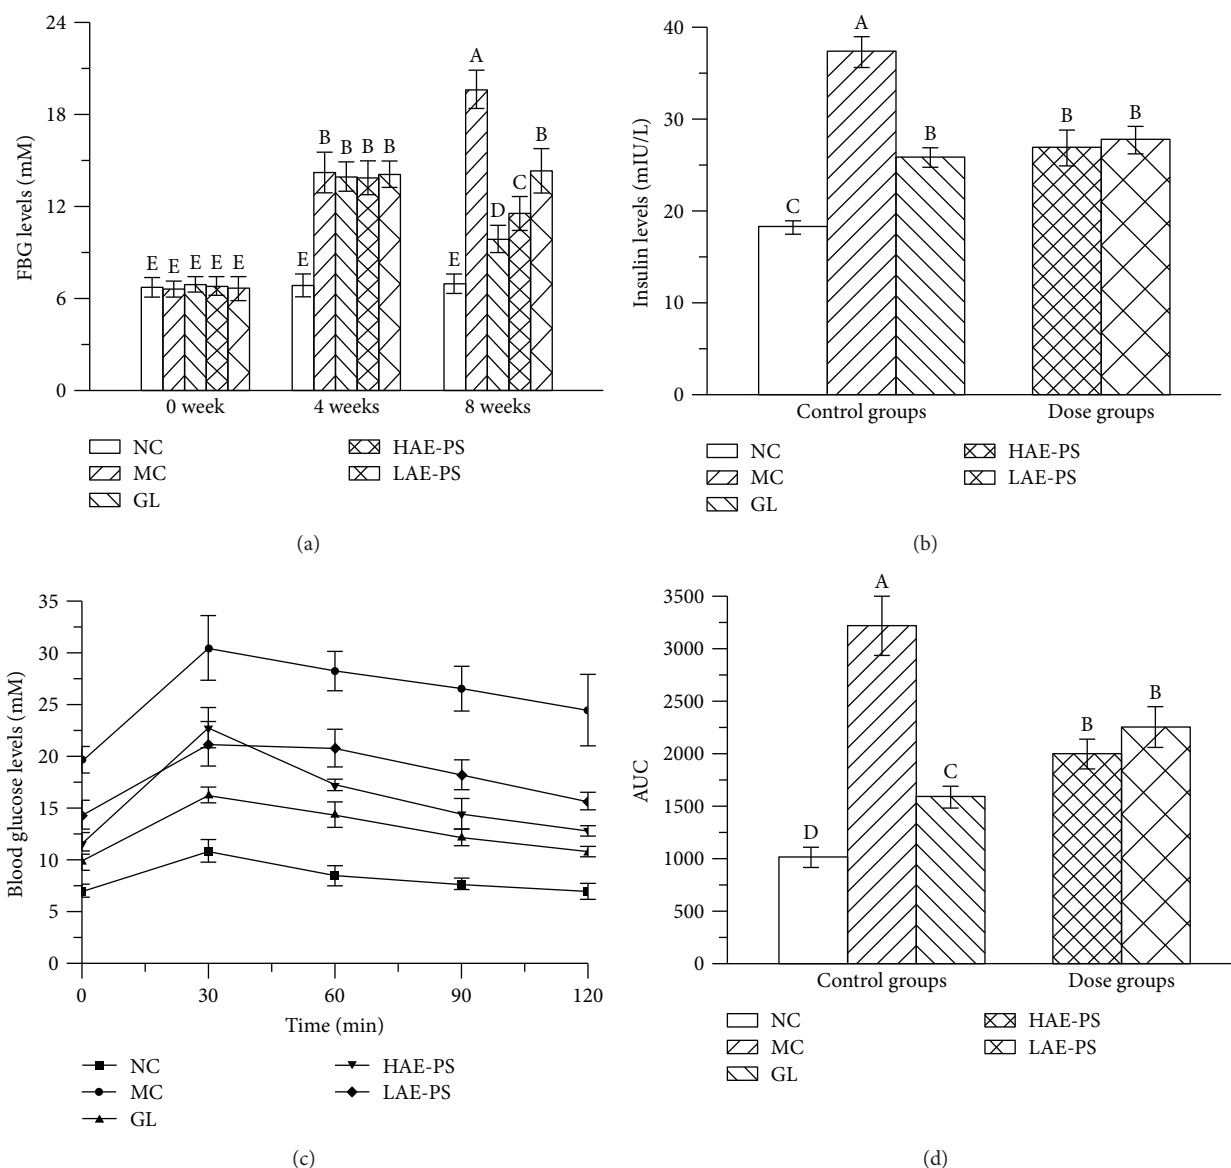 24
18
12
6
0
FBG levels (mM)
E E E E E
E B B B B
E A D C B
0 week 4 weeks 8 weeks
NC HAE-PS
MC LAE-PS
GL
(a)
40
30
20
10
0
Insulin levels (mIU/L)
C A B B B
Control groups Dose groups
NC HAE-PS
MC LAE-PS
GL
(b)
35
30
25
20
15
10
5
0
Blood glucose levels (mM)
0 30 60 90 120
Time (min)
NC HAE-PS
MC LAE-PS
GL
(c)
3500
3000
2500
2000
1500
1000
500
0
AUC
D A C B B
Control groups Dose groups
NC HAE-PS
MC LAE-PS
GL
(d)